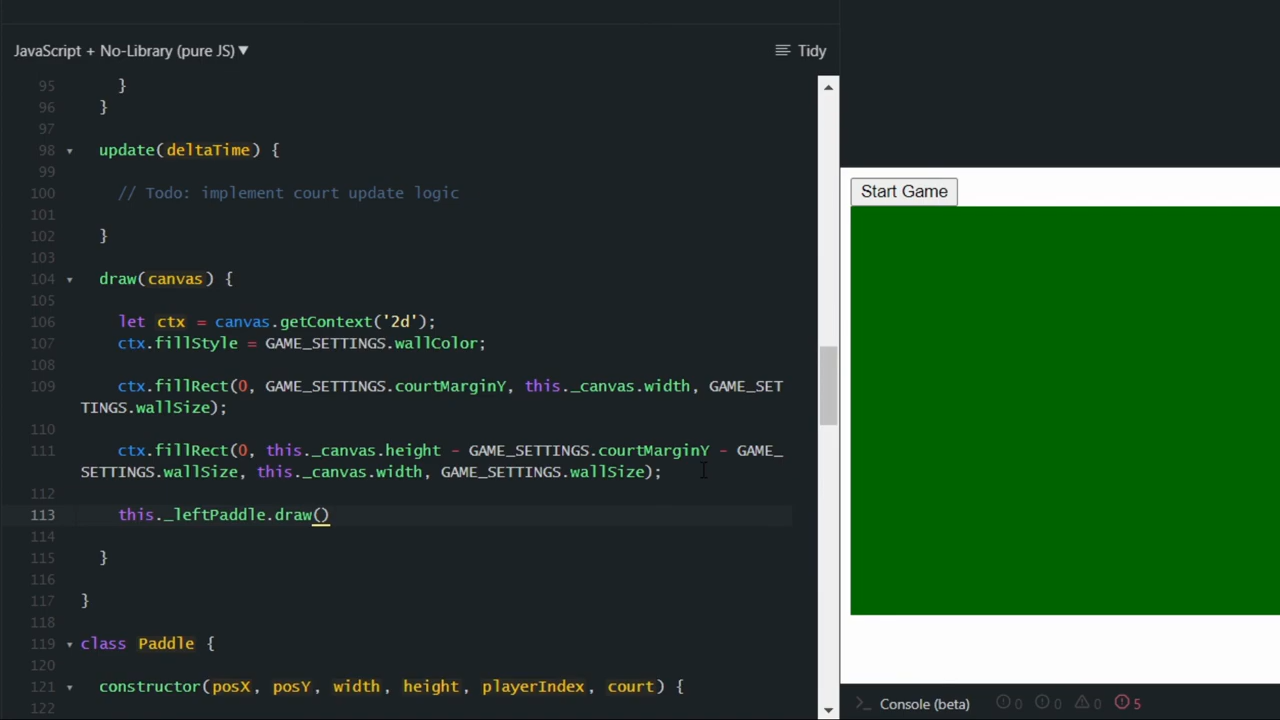 JavaScript + No-Library (pure JS) ▼
Tidy
95 }
96 }
97
98 update(deltaTime) {
99
100 // Todo: implement court update logic
101
102 }
103
104 draw(canvas) {
105
106 let ctx = canvas.getContext('2d');
107 ctx.fillStyle = GAME_SETTINGS.wallColor;
108
109 ctx.fillRect(0, GAME_SETTINGS.courtMarginY, this._canvas.width, GAME_SET
TINGS.wallSize);
110
111 ctx.fillRect(0, this._canvas.height - GAME_SETTINGS.courtMarginY - GAME_
SETTINGS.wallSize, this._canvas.width, GAME_SETTINGS.wallSize);
112
113 this._leftPaddle.draw()
114
115 }
116
117 }
118
119 class Paddle {
120
121 constructor(posX, posY, width, height, playerIndex, court) {
122
Start Game
>_ Console (beta) 0 0 0 5